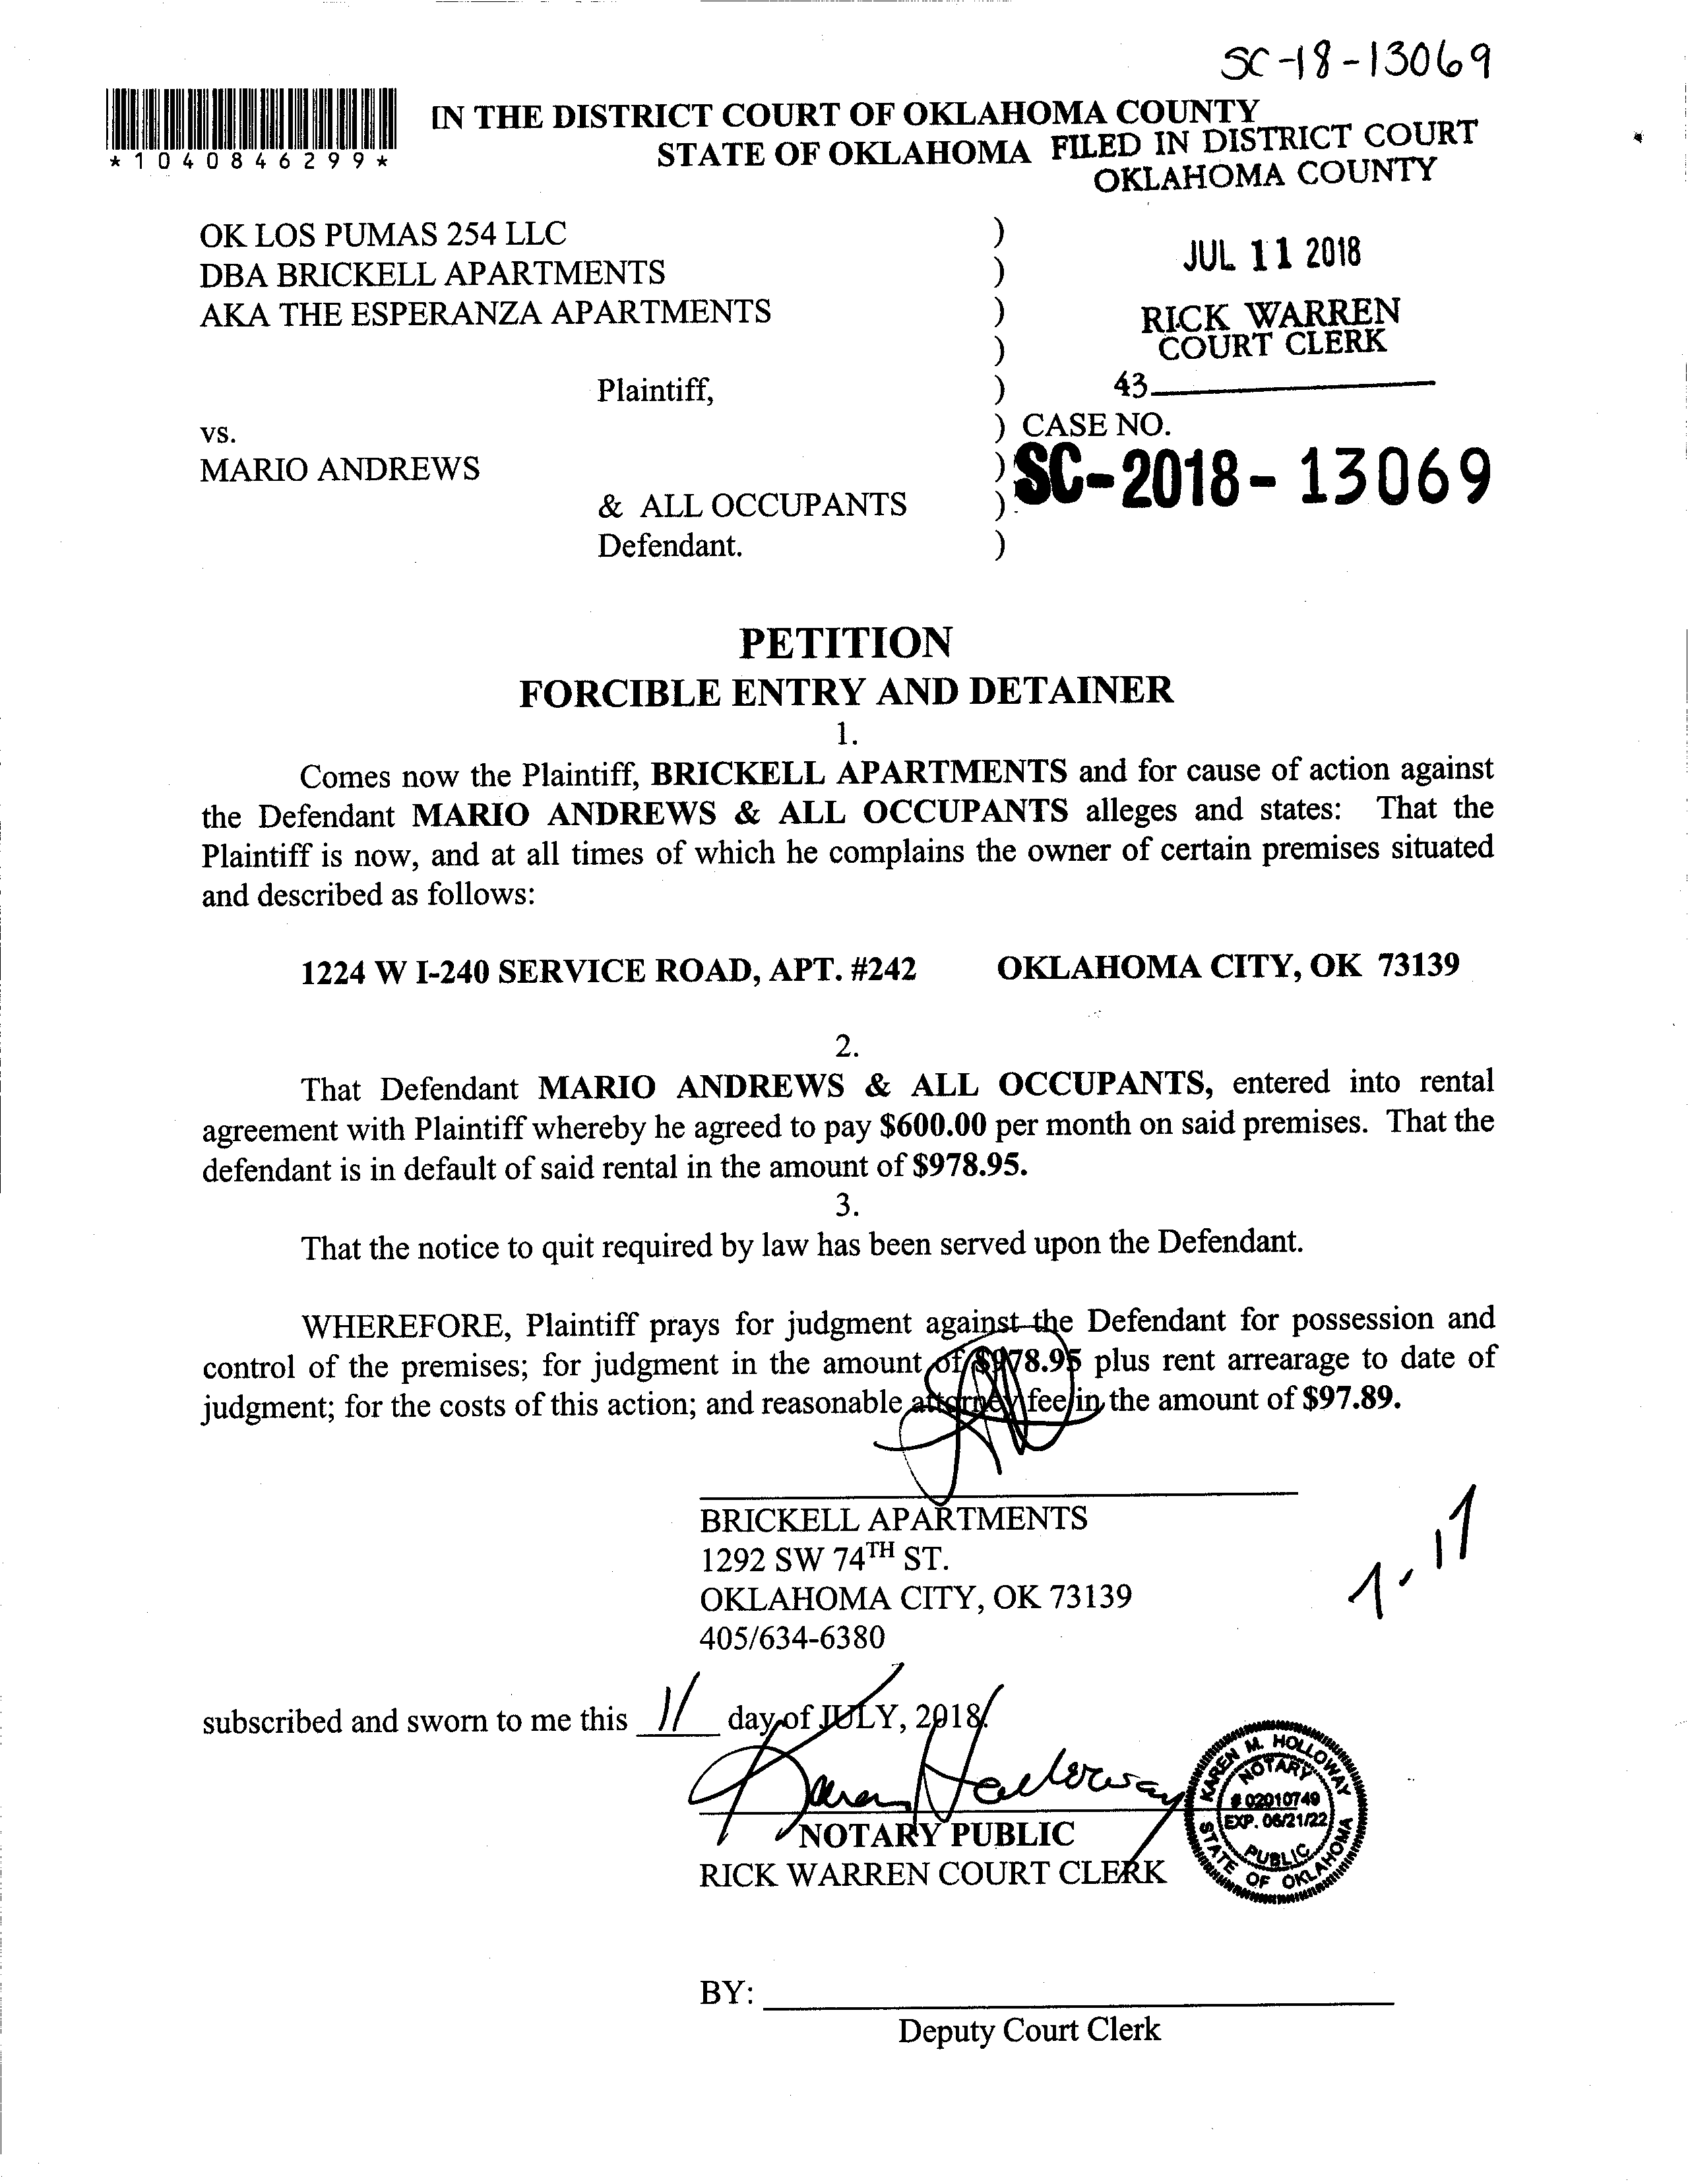 SC-18-13069
*1040846299*
IN THE DISTRICT COURT OF OKLAHOMA COUNTY
STATE OF OKLAHOMA
FILED IN DISTRICT COURT
OKLAHOMA COUNTY
OK LOS PUMAS 254 LLC )
DBA BRICKELL APARTMENTS )
AKA THE ESPERANZA APARTMENTS )
)
JUL 11 2018
RICK WARREN
COURT CLERK
43
Plaintiff, )
vs. ) CASE NO.
MARIO ANDREWS ) SC-2018-13069
& ALL OCCUPANTS )
Defendant. )
PETITION
FORCIBLE ENTRY AND DETAINER
1.
Comes now the Plaintiff, BRICKELL APARTMENTS and for cause of action against
the Defendant MARIO ANDREWS & ALL OCCUPANTS alleges and states: That the
Plaintiff is now, and at all times of which he complains the owner of certain premises situated
and described as follows:
1224 W I-240 SERVICE ROAD, APT. #242 OKLAHOMA CITY, OK 73139
2.
That Defendant MARIO ANDREWS & ALL OCCUPANTS, entered into rental
agreement with Plaintiff whereby he agreed to pay $600.00 per month on said premises. That the
defendant is in default of said rental in the amount of $978.95.
3.
That the notice to quit required by law has been served upon the Defendant.
WHEREFORE, Plaintiff prays for judgment against the Defendant for possession and
control of the premises; for judgment in the amount of $978.95 plus rent arrearage to date of
judgment; for the costs of this action; and reasonable attorney fee in the amount of $97.89.
BRICKELL APARTMENTS
1292 SW 74TH ST.
OKLAHOMA CITY, OK 73139
405/634-6380
subscribed and sworn to me this 11 day of JULY, 2018.
Karen Holloway
NOTARY PUBLIC
RICK WARREN COURT CLERK
KAREN M. HOLLOWAY
NOTARY
# 02010749
EXP. 06/21/22
PUBLIC
STATE OF OKLAHOMA
BY:
Deputy Court Clerk